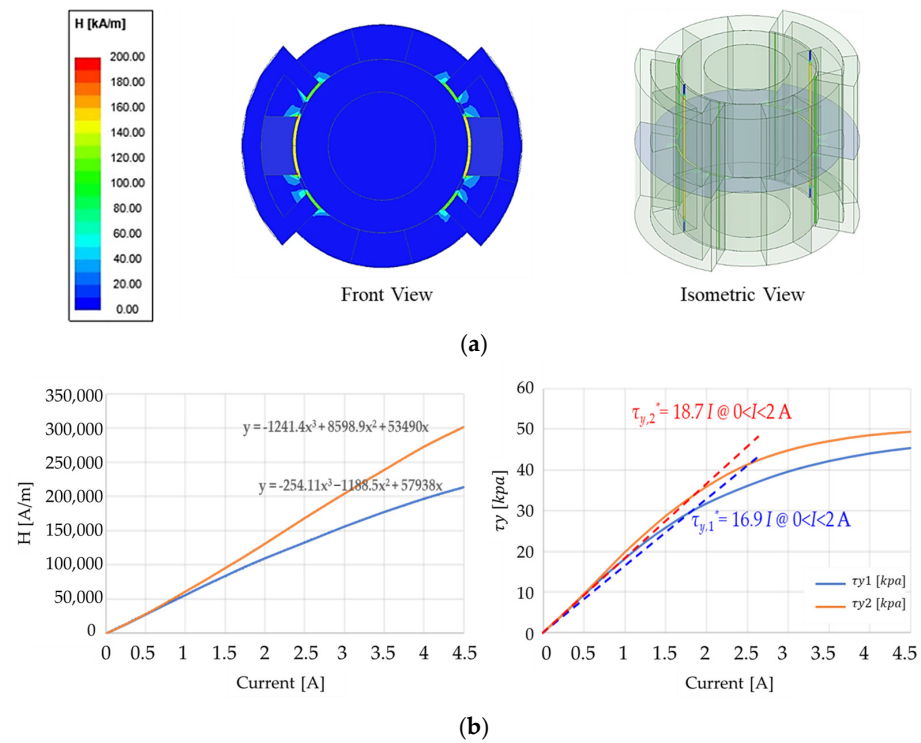 H [kA/m]
200.00
180.00
160.00
140.00
120.00
100.00
80.00
60.00
40.00
20.00
0.00
Front View
Isometric View
(a)
350,000
300,000
250,000
200,000
150,000
100,000
50,000
0
H [A/m]
y = -1241.4x³ + 8598.9x² + 53490x
y = -254.11x³ −1188.5x² + 57938x
0 0.5 1 1.5 2 2.5 3 3.5 4 4.5
Current [A]
60
50
40
30
20
10
0
τy [kpa]
τy,2* = 18.7 I @ 0<I<2 A
τy,1* = 16.9 I @ 0<I<2 A
τy1 [kpa]
τy2 [kpa]
0 0.5 1 1.5 2 2.5 3 3.5 4 4.5
Current [A]
(b)